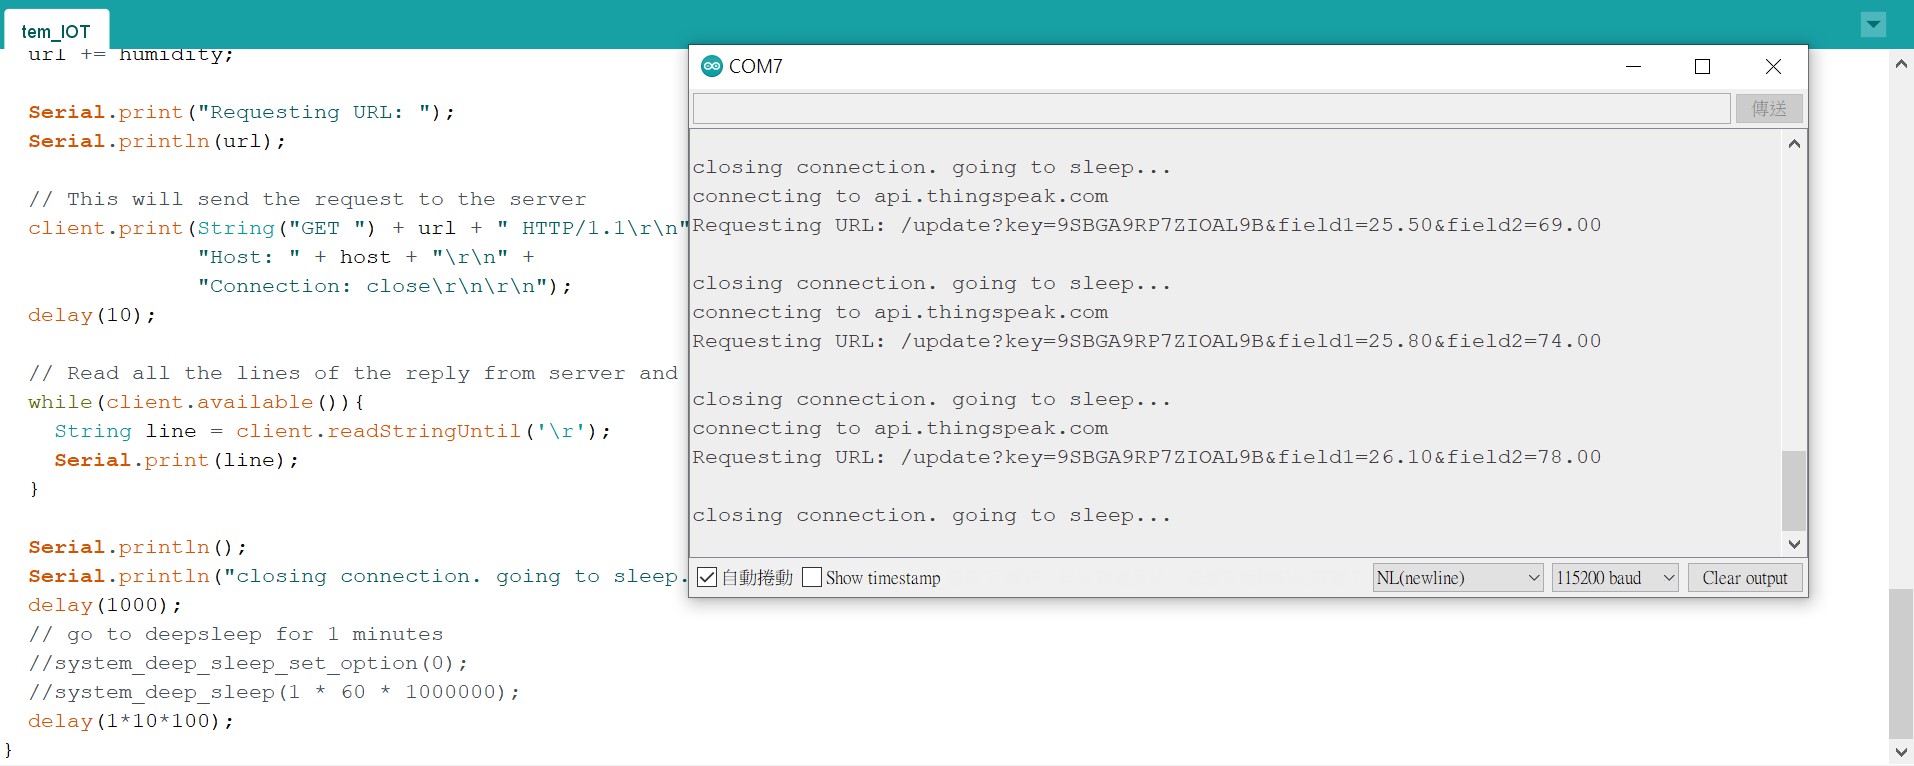 tem_IOT
url += humidity;
Serial.print("Requesting URL: ");
Serial.println(url);
// This will send the request to the server
client.print(String("GET ") + url + " HTTP/1.1\r\n"
"Host: " + host + "\r\n" +
"Connection: close\r\n\r\n");
delay(10);
// Read all the lines of the reply from server and
while(client.available()){
String line = client.readStringUntil('\r');
Serial.print(line);
}
Serial.println();
Serial.println("closing connection. going to sleep.
delay(1000);
// go to deepsleep for 1 minutes
//system_deep_sleep_set_option(0);
//system_deep_sleep(1 * 60 * 1000000);
delay(1*10*100);
}
COM7
傳送
closing connection. going to sleep...
connecting to api.thingspeak.com
Requesting URL: /update?key=9SBGA9RP7ZIOAL9B&field1=25.50&field2=69.00
closing connection. going to sleep...
connecting to api.thingspeak.com
Requesting URL: /update?key=9SBGA9RP7ZIOAL9B&field1=25.80&field2=74.00
closing connection. going to sleep...
connecting to api.thingspeak.com
Requesting URL: /update?key=9SBGA9RP7ZIOAL9B&field1=26.10&field2=78.00
closing connection. going to sleep...
自動捲動 Show timestamp NL(newline) 115200 baud Clear output